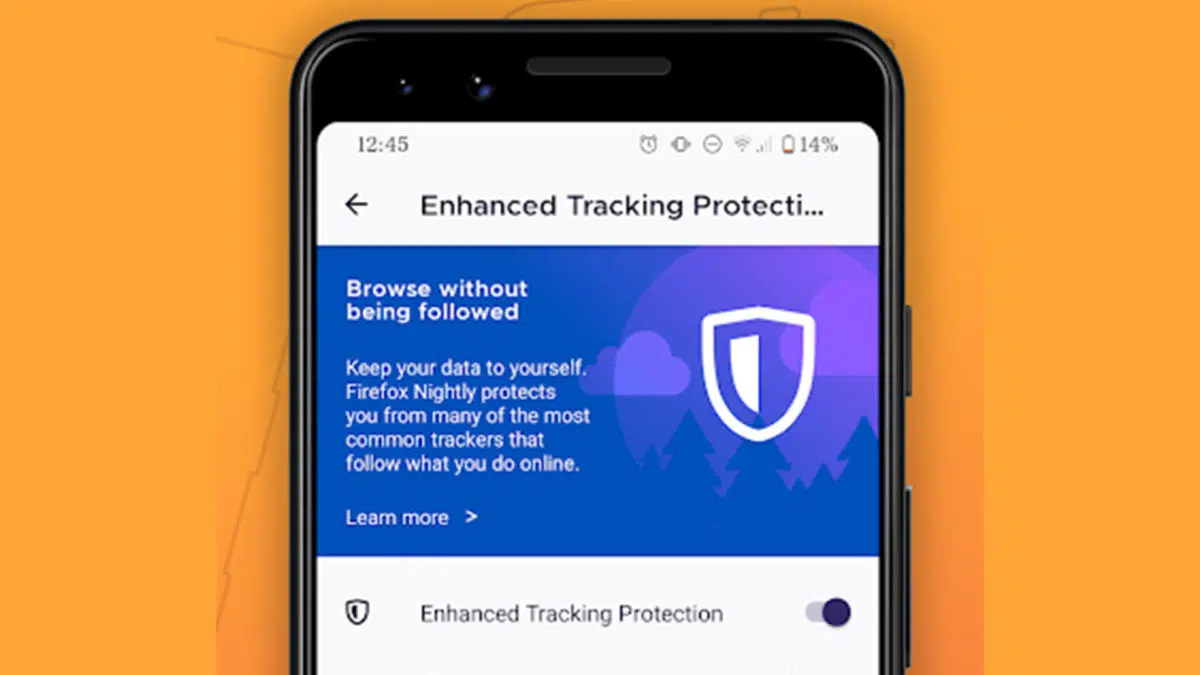 12:45
14%
Enhanced Tracking Protecti...
Browse without
being followed
Keep your data to yourself.
Firefox Nightly protects
you from many of the most
common trackers that
follow what you do online.
Learn more >
Enhanced Tracking Protection